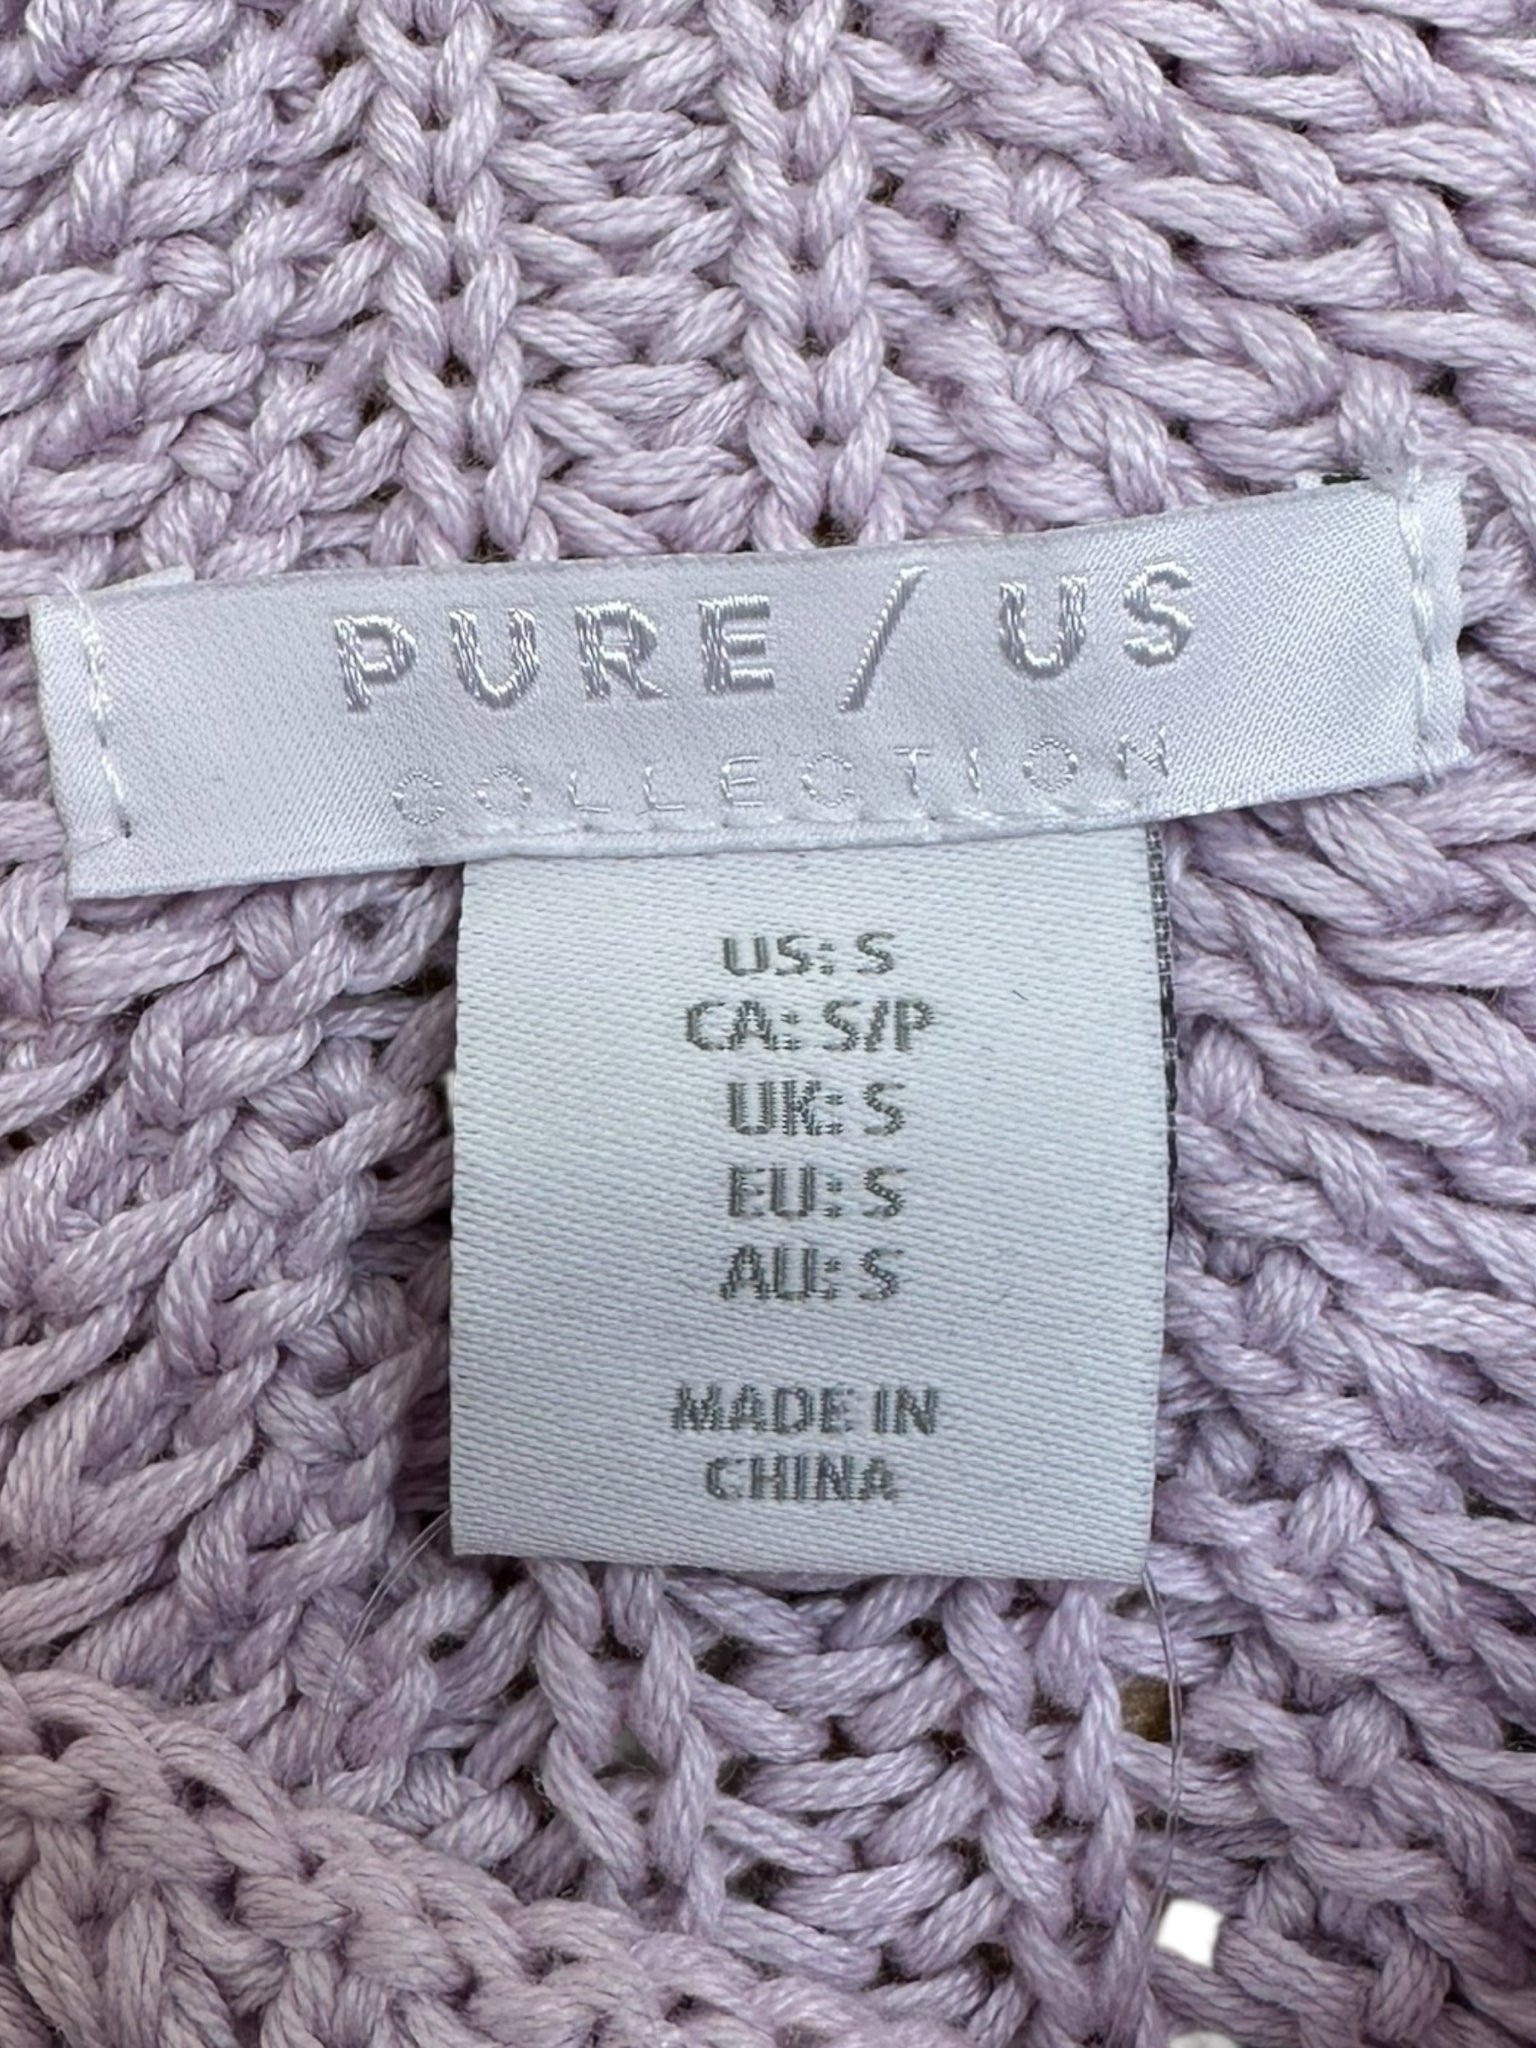 PURE / US
COLLECTION
US: S
CA: S/P
UK: S
EU: S
AU: S
MADE IN
CHINA